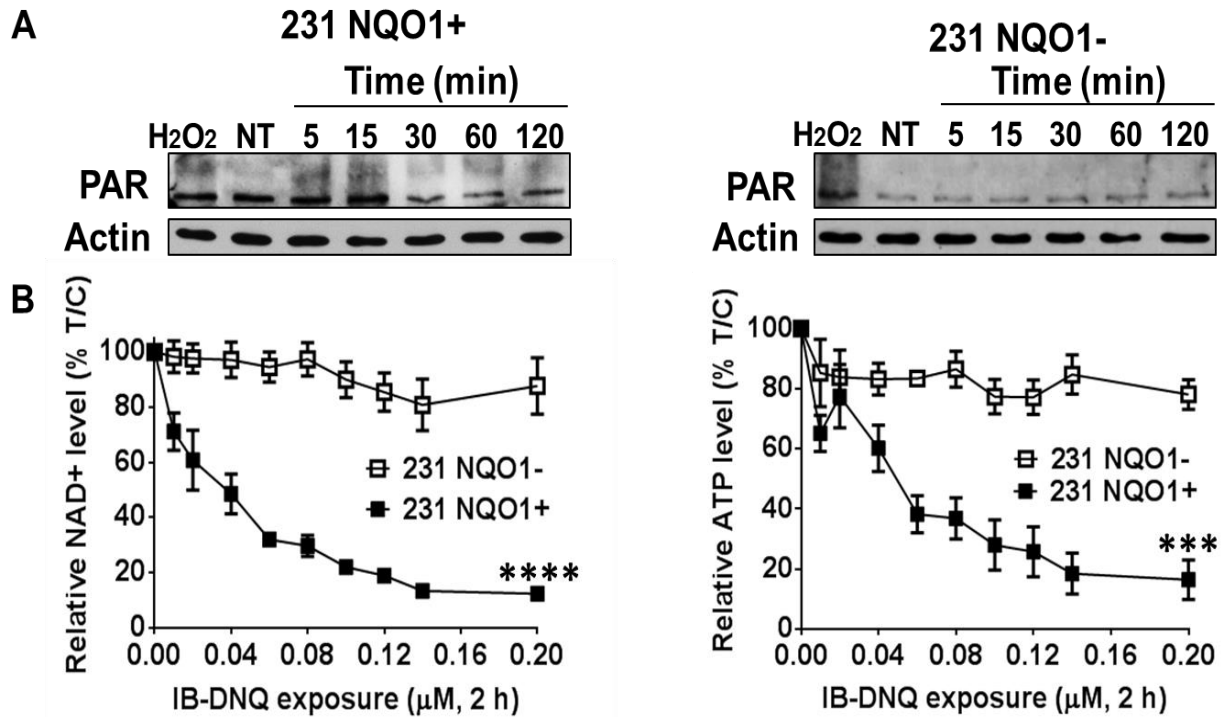 A
231 NQO1+
Time (min)
H2O2 NT 5 15 30 60 120
PAR
Actin
231 NQO1-
Time (min)
H2O2 NT 5 15 30 60 120
PAR
Actin
B
Relative NAD+ level (% T/C)
100
80
60
40
20
0
231 NQO1-
231 NQO1+
****
0.00 0.04 0.08 0.12 0.16 0.20
IB-DNQ exposure (µM, 2 h)
Relative ATP level (% T/C)
100
80
60
40
20
0
231 NQO1-
231 NQO1+
***
0.00 0.04 0.08 0.12 0.16 0.20
IB-DNQ exposure (µM, 2 h)